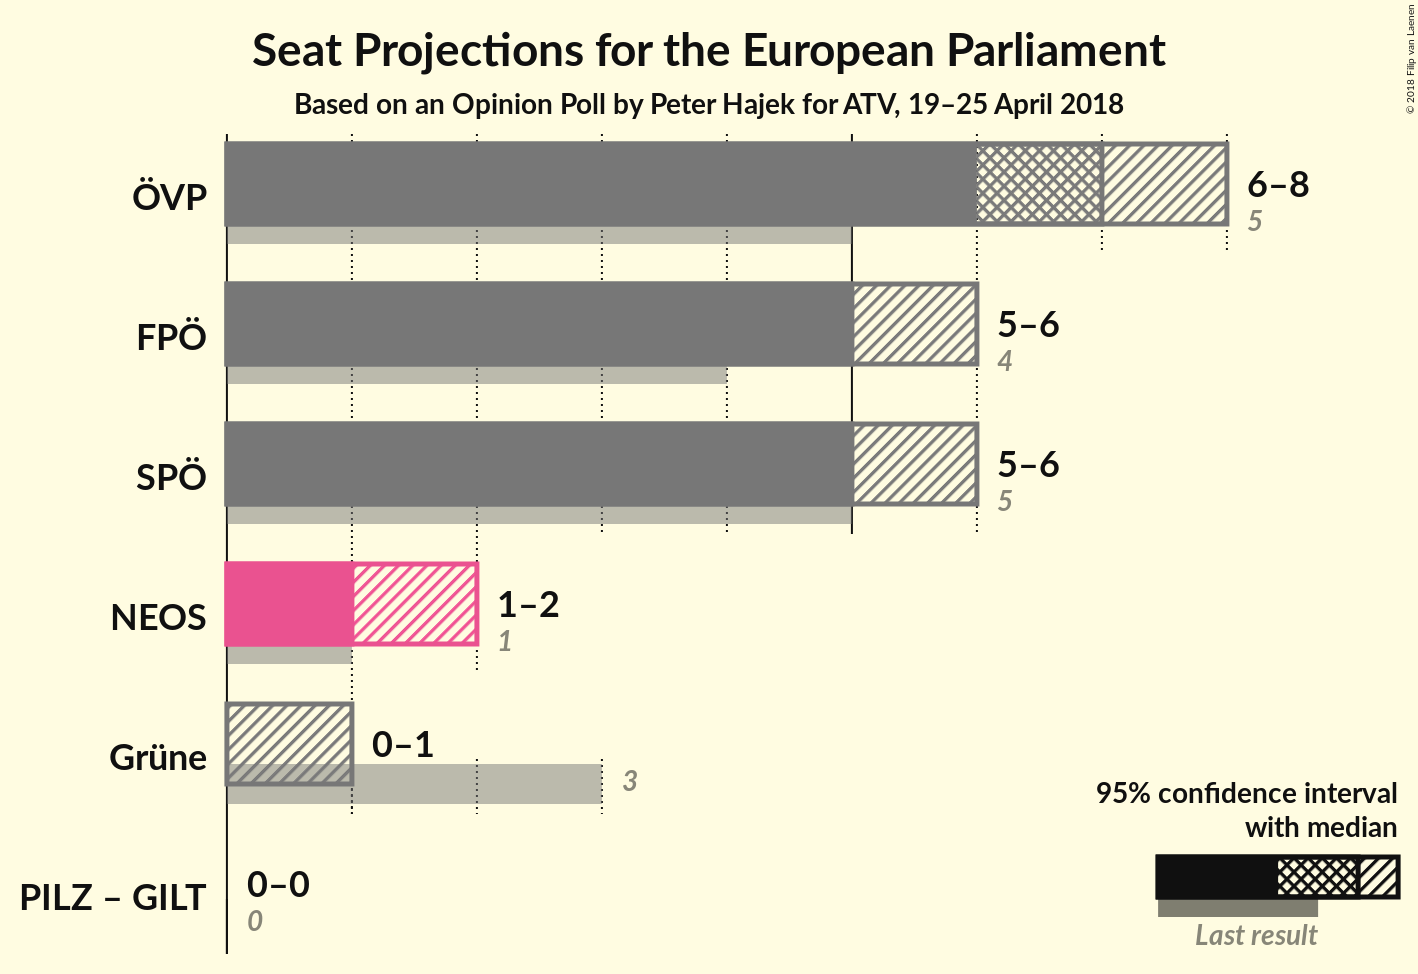 Seat Projections for the European Parliament
Based on an Opinion Poll by Peter Hajek for ATV, 19–25 April 2018
© 2018 Filip van Laenen
ÖVP
6–8
5
FPÖ
5–6
4
SPÖ
5–6
5
NEOS
1–2
1
Grüne
0–1
3
PILZ – GILT
0–0
0
95% confidence interval
with median
Last result